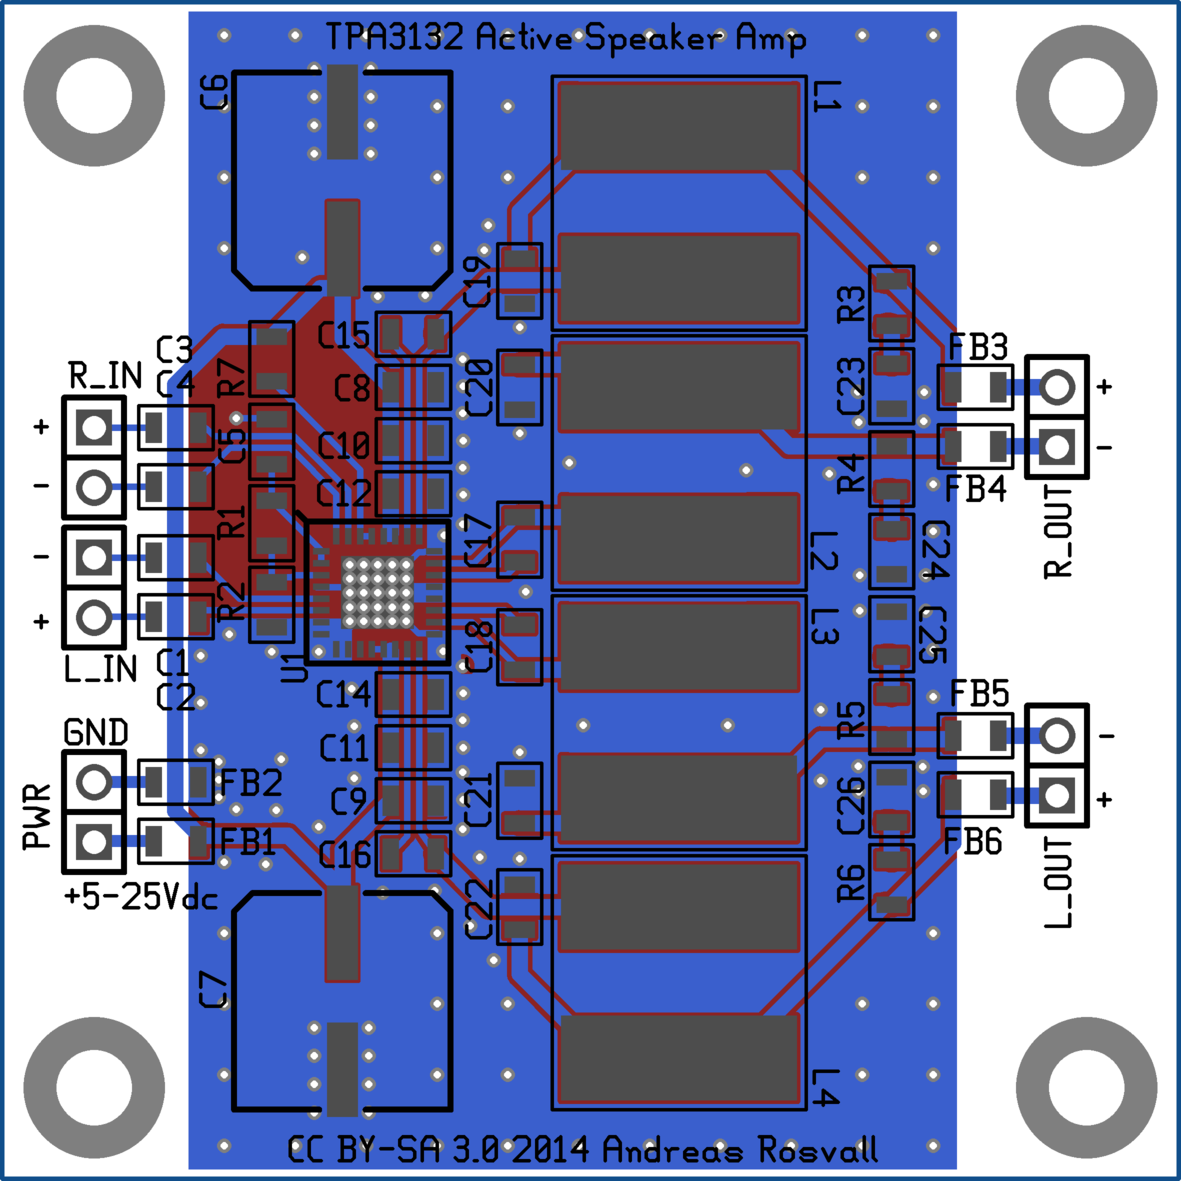 TPA3132 Active Speaker Amp
C6
L1
C19
C15
R3
C3
C4
R_IN
R7
C8
C20
C23
FB3
+
+
C5
C10
R4
-
FB4
-
C12
R1
C17
L2
C24
R_OUT
-
+
R2
U1
C18
L3
C25
L_IN
C1
C2
C14
R5
FB5
-
GND
C11
FB2
C9
C21
C26
FB6
+
PWR
FB1
C16
R6
L_OUT
+5-25Vdc
C22
C7
L4
CC BY-SA 3.0 2014 Andreas Rosvall